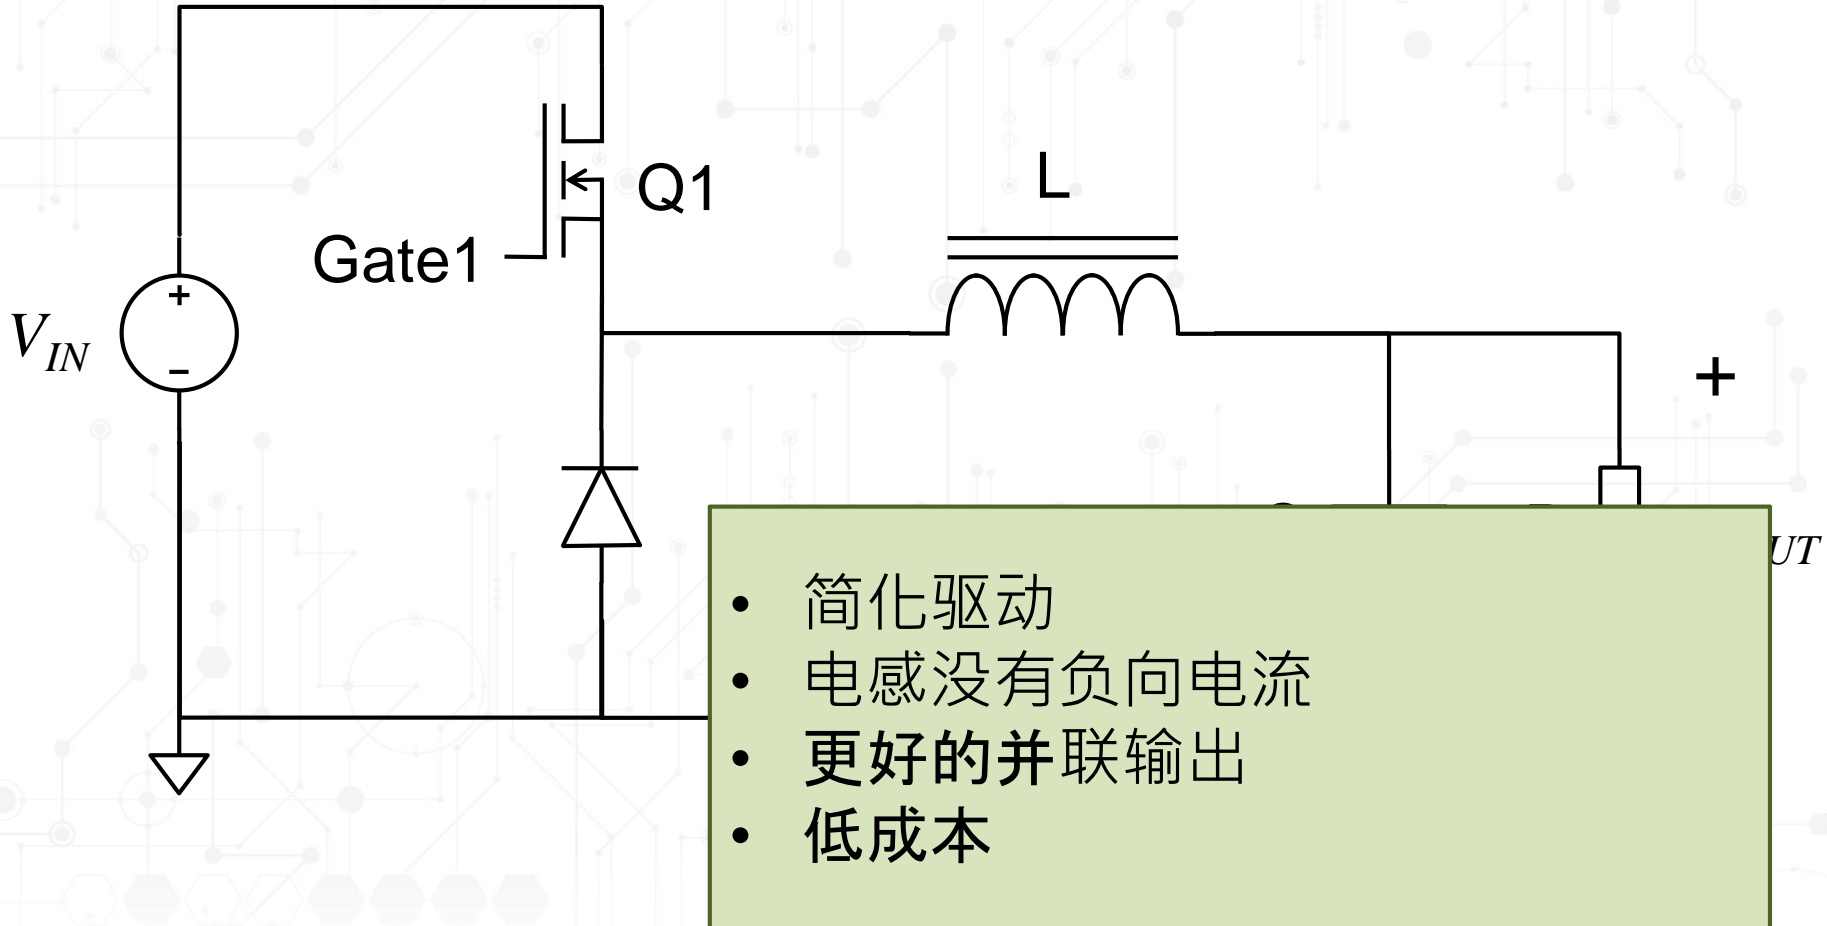 Q1
L
Gate1
+
V_IN
−
+
UT
• 简化驱动
• 电感没有负向电流
• 更好的并联输出
• 低成本